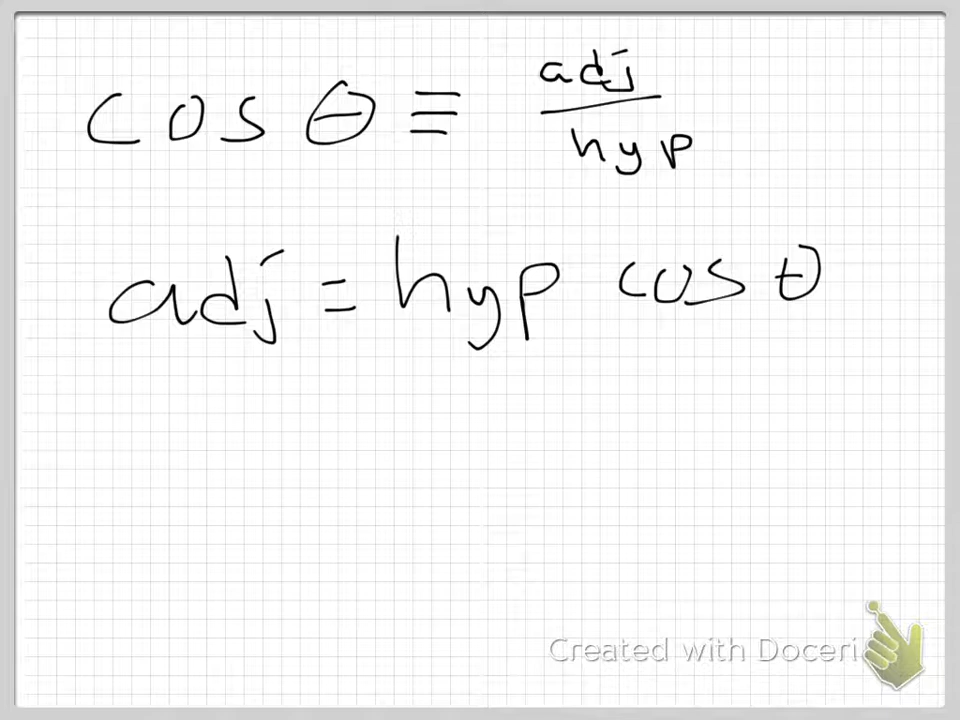 cos θ ≡ adj/hyp
adj = hyp cos θ
Created with Doceri